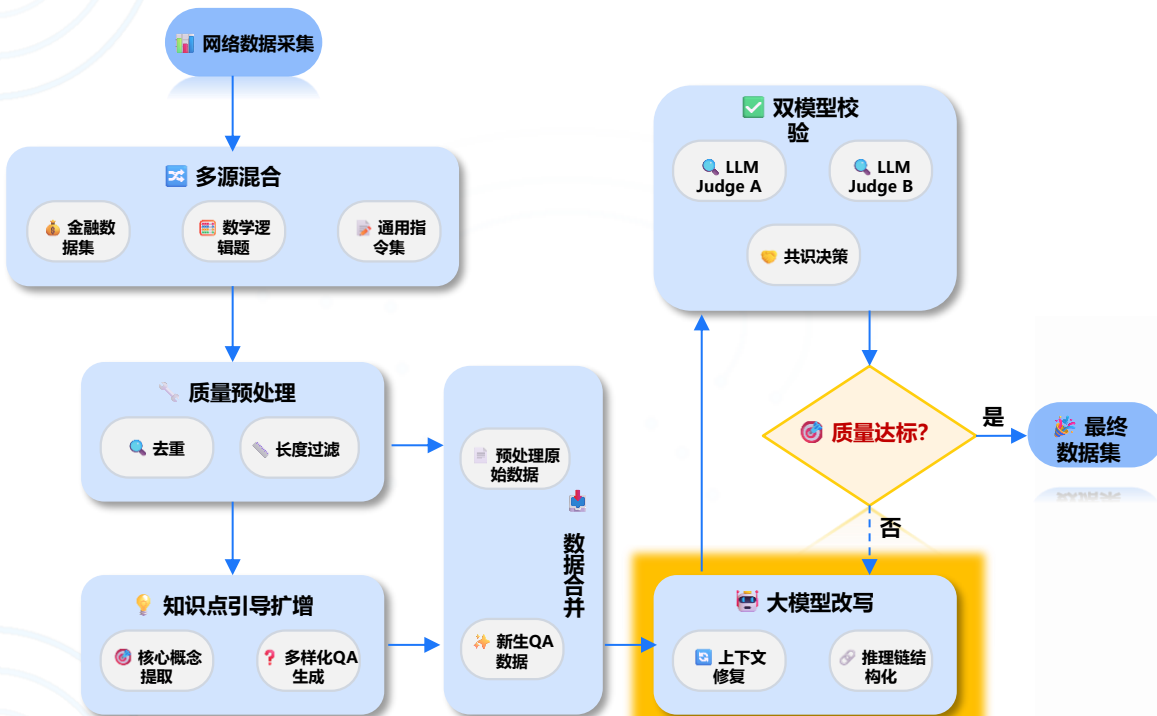 网络数据采集
多源混合
金融数
据集
数学逻
辑题
通用指
令集
质量预处理
去重
长度过滤
知识点引导扩增
核心概念
提取
多样化QA
生成
预处理原
始数据
数据合并
新生QA
数据
双模型校
验
LLM
Judge A
LLM
Judge B
共识决策
质量达标?
是
否
最终
数据集
大模型改写
上下文
修复
推理链结
构化